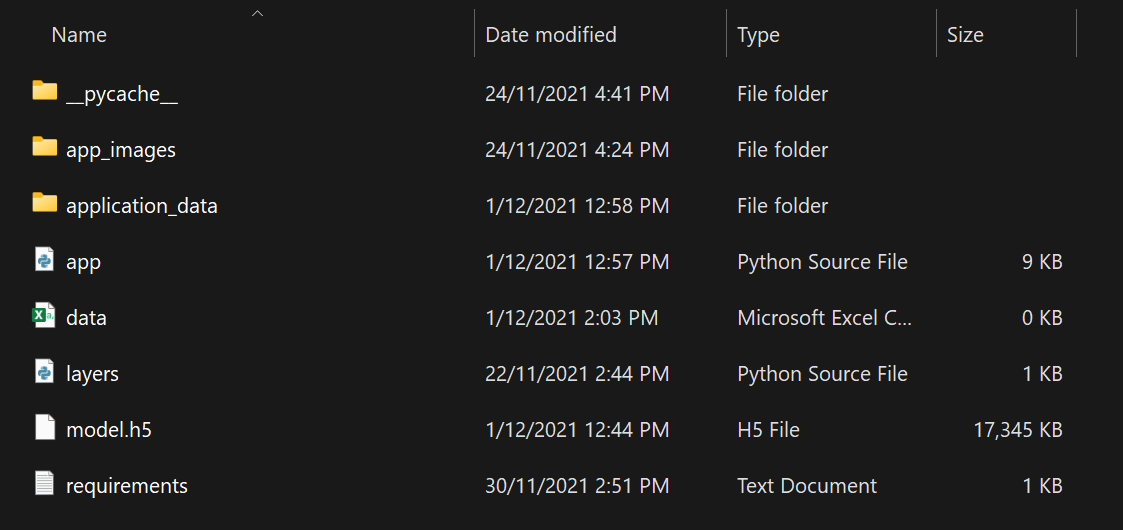 Name Date modified Type Size
__pycache__ 24/11/2021 4:41 PM File folder
app_images 24/11/2021 4:24 PM File folder
application_data 1/12/2021 12:58 PM File folder
app 1/12/2021 12:57 PM Python Source File 9 KB
data 1/12/2021 2:03 PM Microsoft Excel C... 0 KB
layers 22/11/2021 2:44 PM Python Source File 1 KB
model.h5 1/12/2021 12:44 PM H5 File 17,345 KB
requirements 30/11/2021 2:51 PM Text Document 1 KB